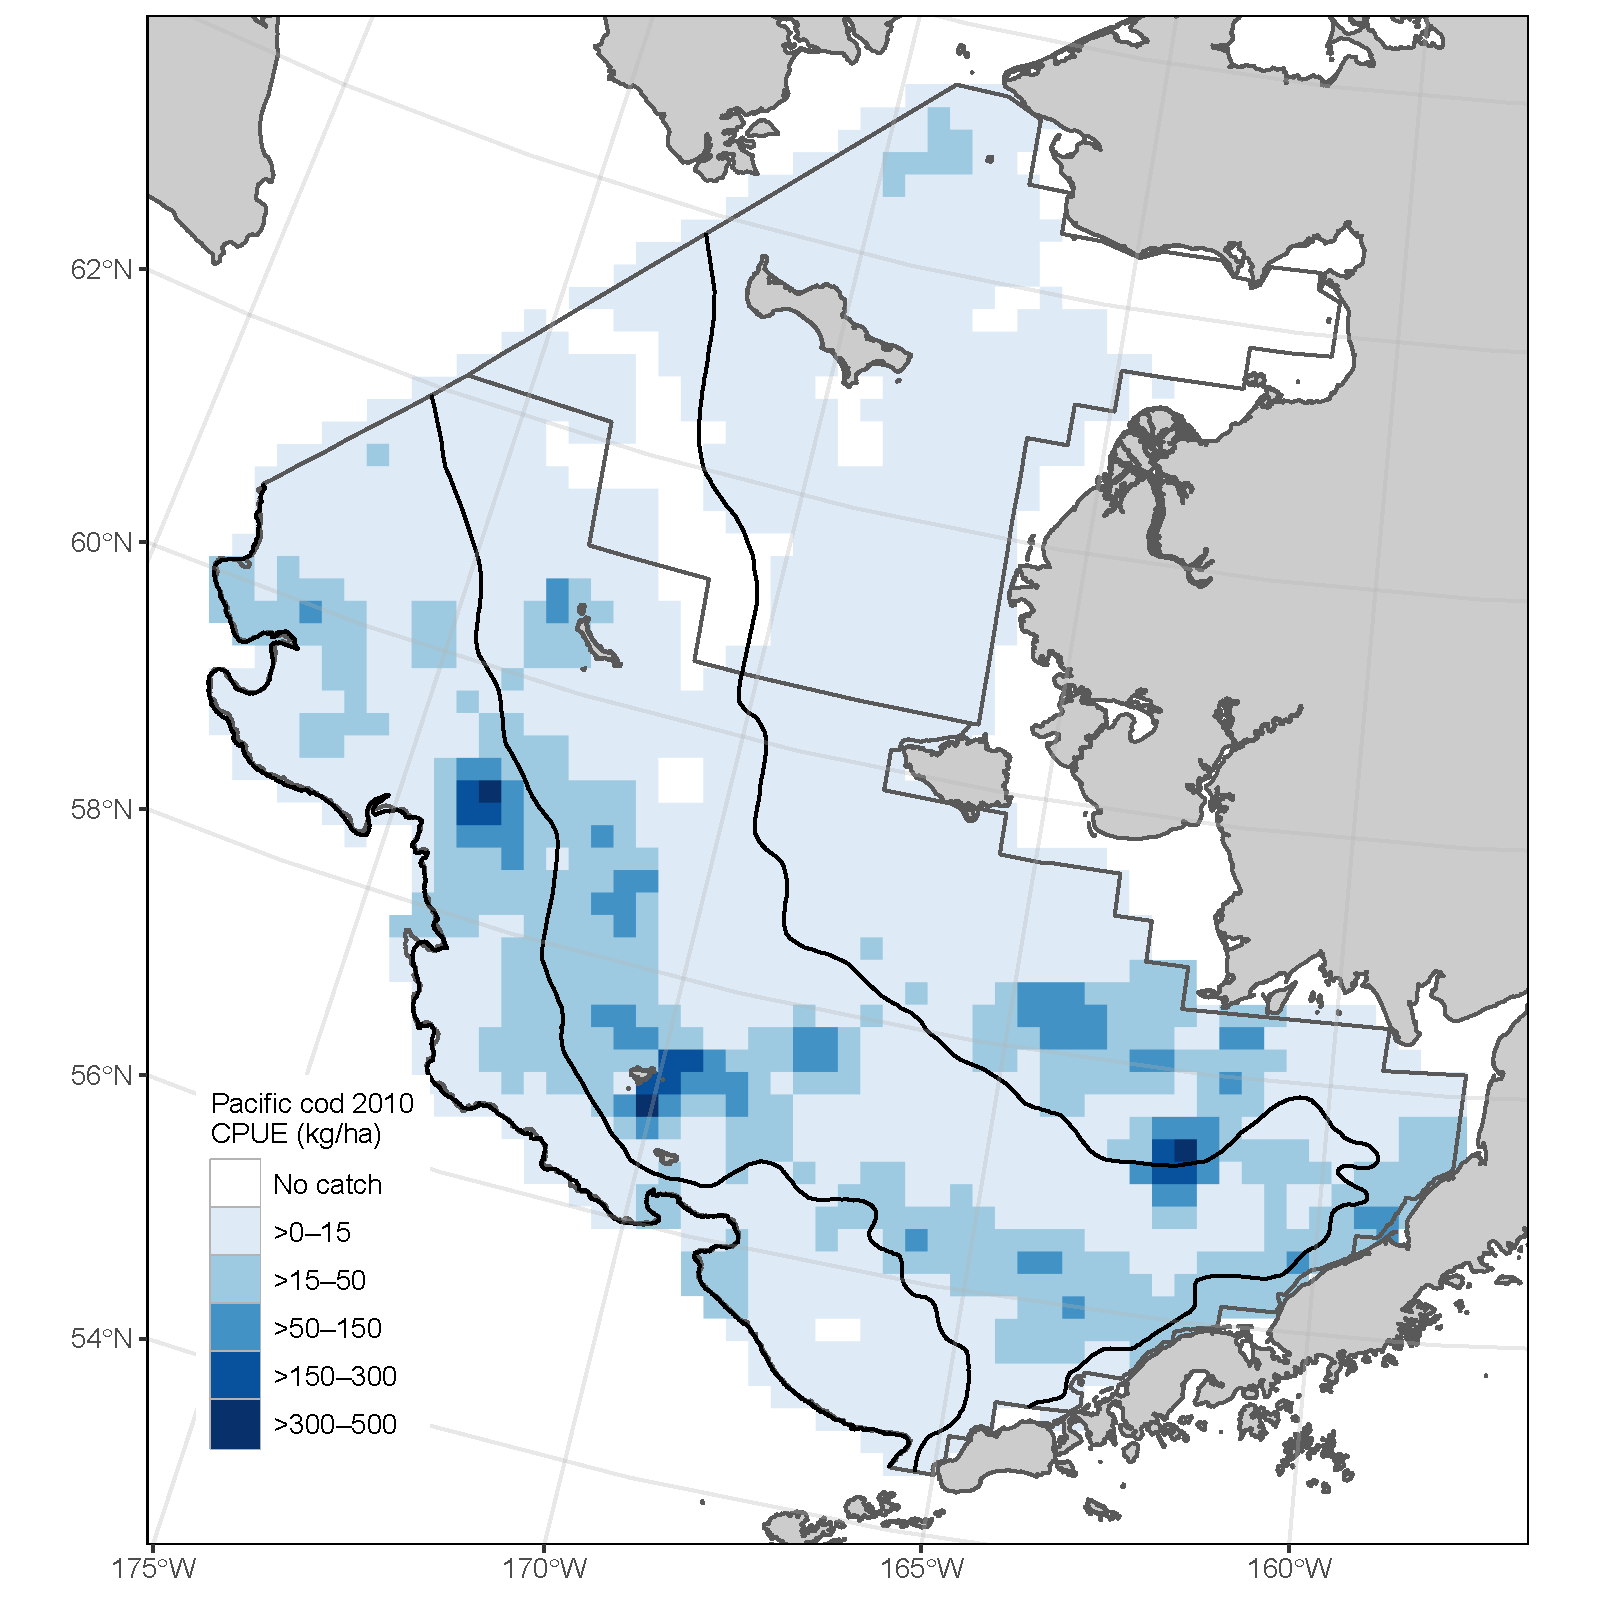 62°N
60°N
58°N
56°N
54°N
Pacific cod 2010
CPUE (kg/ha)
No catch
>0–15
>15–50
>50–150
>150–300
>300–500
175°W
170°W
165°W
160°W